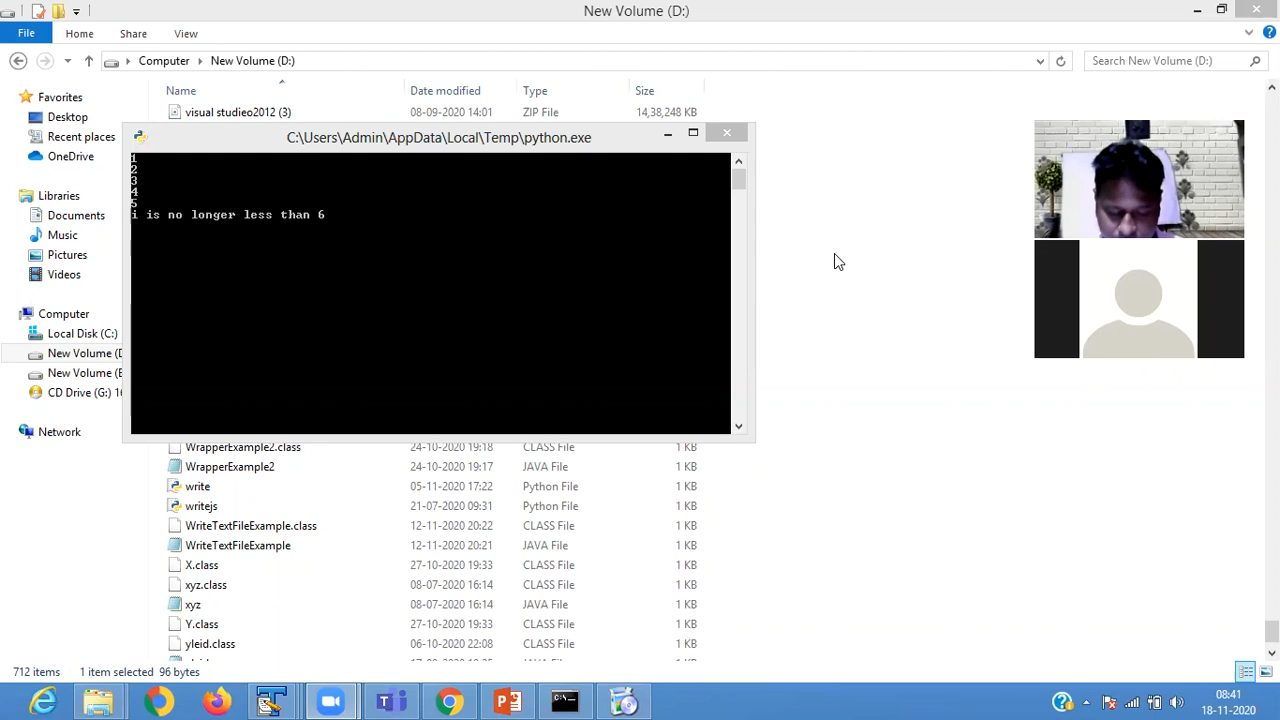 New Volume (D:)
File
Home
Share
View
Computer
New Volume (D:)
Search New Volume (D:)
Name
Date modified
Type
Size
Favorites
Desktop
Recent places
OneDrive
Libraries
Documents
Music
Pictures
Videos
Computer
Local Disk (C:)
New Volume (D
New Volume (E
CD Drive (G:) 16
Network
visual studieo2012 (3) 08-09-2020 14:01 ZIP File 14,38,248 KB
C:\Users\Admin\AppData\Local\Temp\python.exe
1
2
3
4
5
i is no longer less than 6
WrapperExample2.class 24-10-2020 19:18 CLASS File 1 KB
WrapperExample2 24-10-2020 19:17 JAVA File 1 KB
write 05-11-2020 17:22 Python File 1 KB
writejs 21-07-2020 09:31 Python File 1 KB
WriteTextFileExample.class 12-11-2020 20:22 CLASS File 1 KB
WriteTextFileExample 12-11-2020 20:21 JAVA File 1 KB
X.class 27-10-2020 19:33 CLASS File 1 KB
xyz.class 08-07-2020 16:14 CLASS File 1 KB
xyz 08-07-2020 16:14 JAVA File 1 KB
Y.class 27-10-2020 19:33 CLASS File 1 KB
yleid.class 06-10-2020 22:08 CLASS File 1 KB
712 items
1 item selected 96 bytes
08:41
18-11-2020